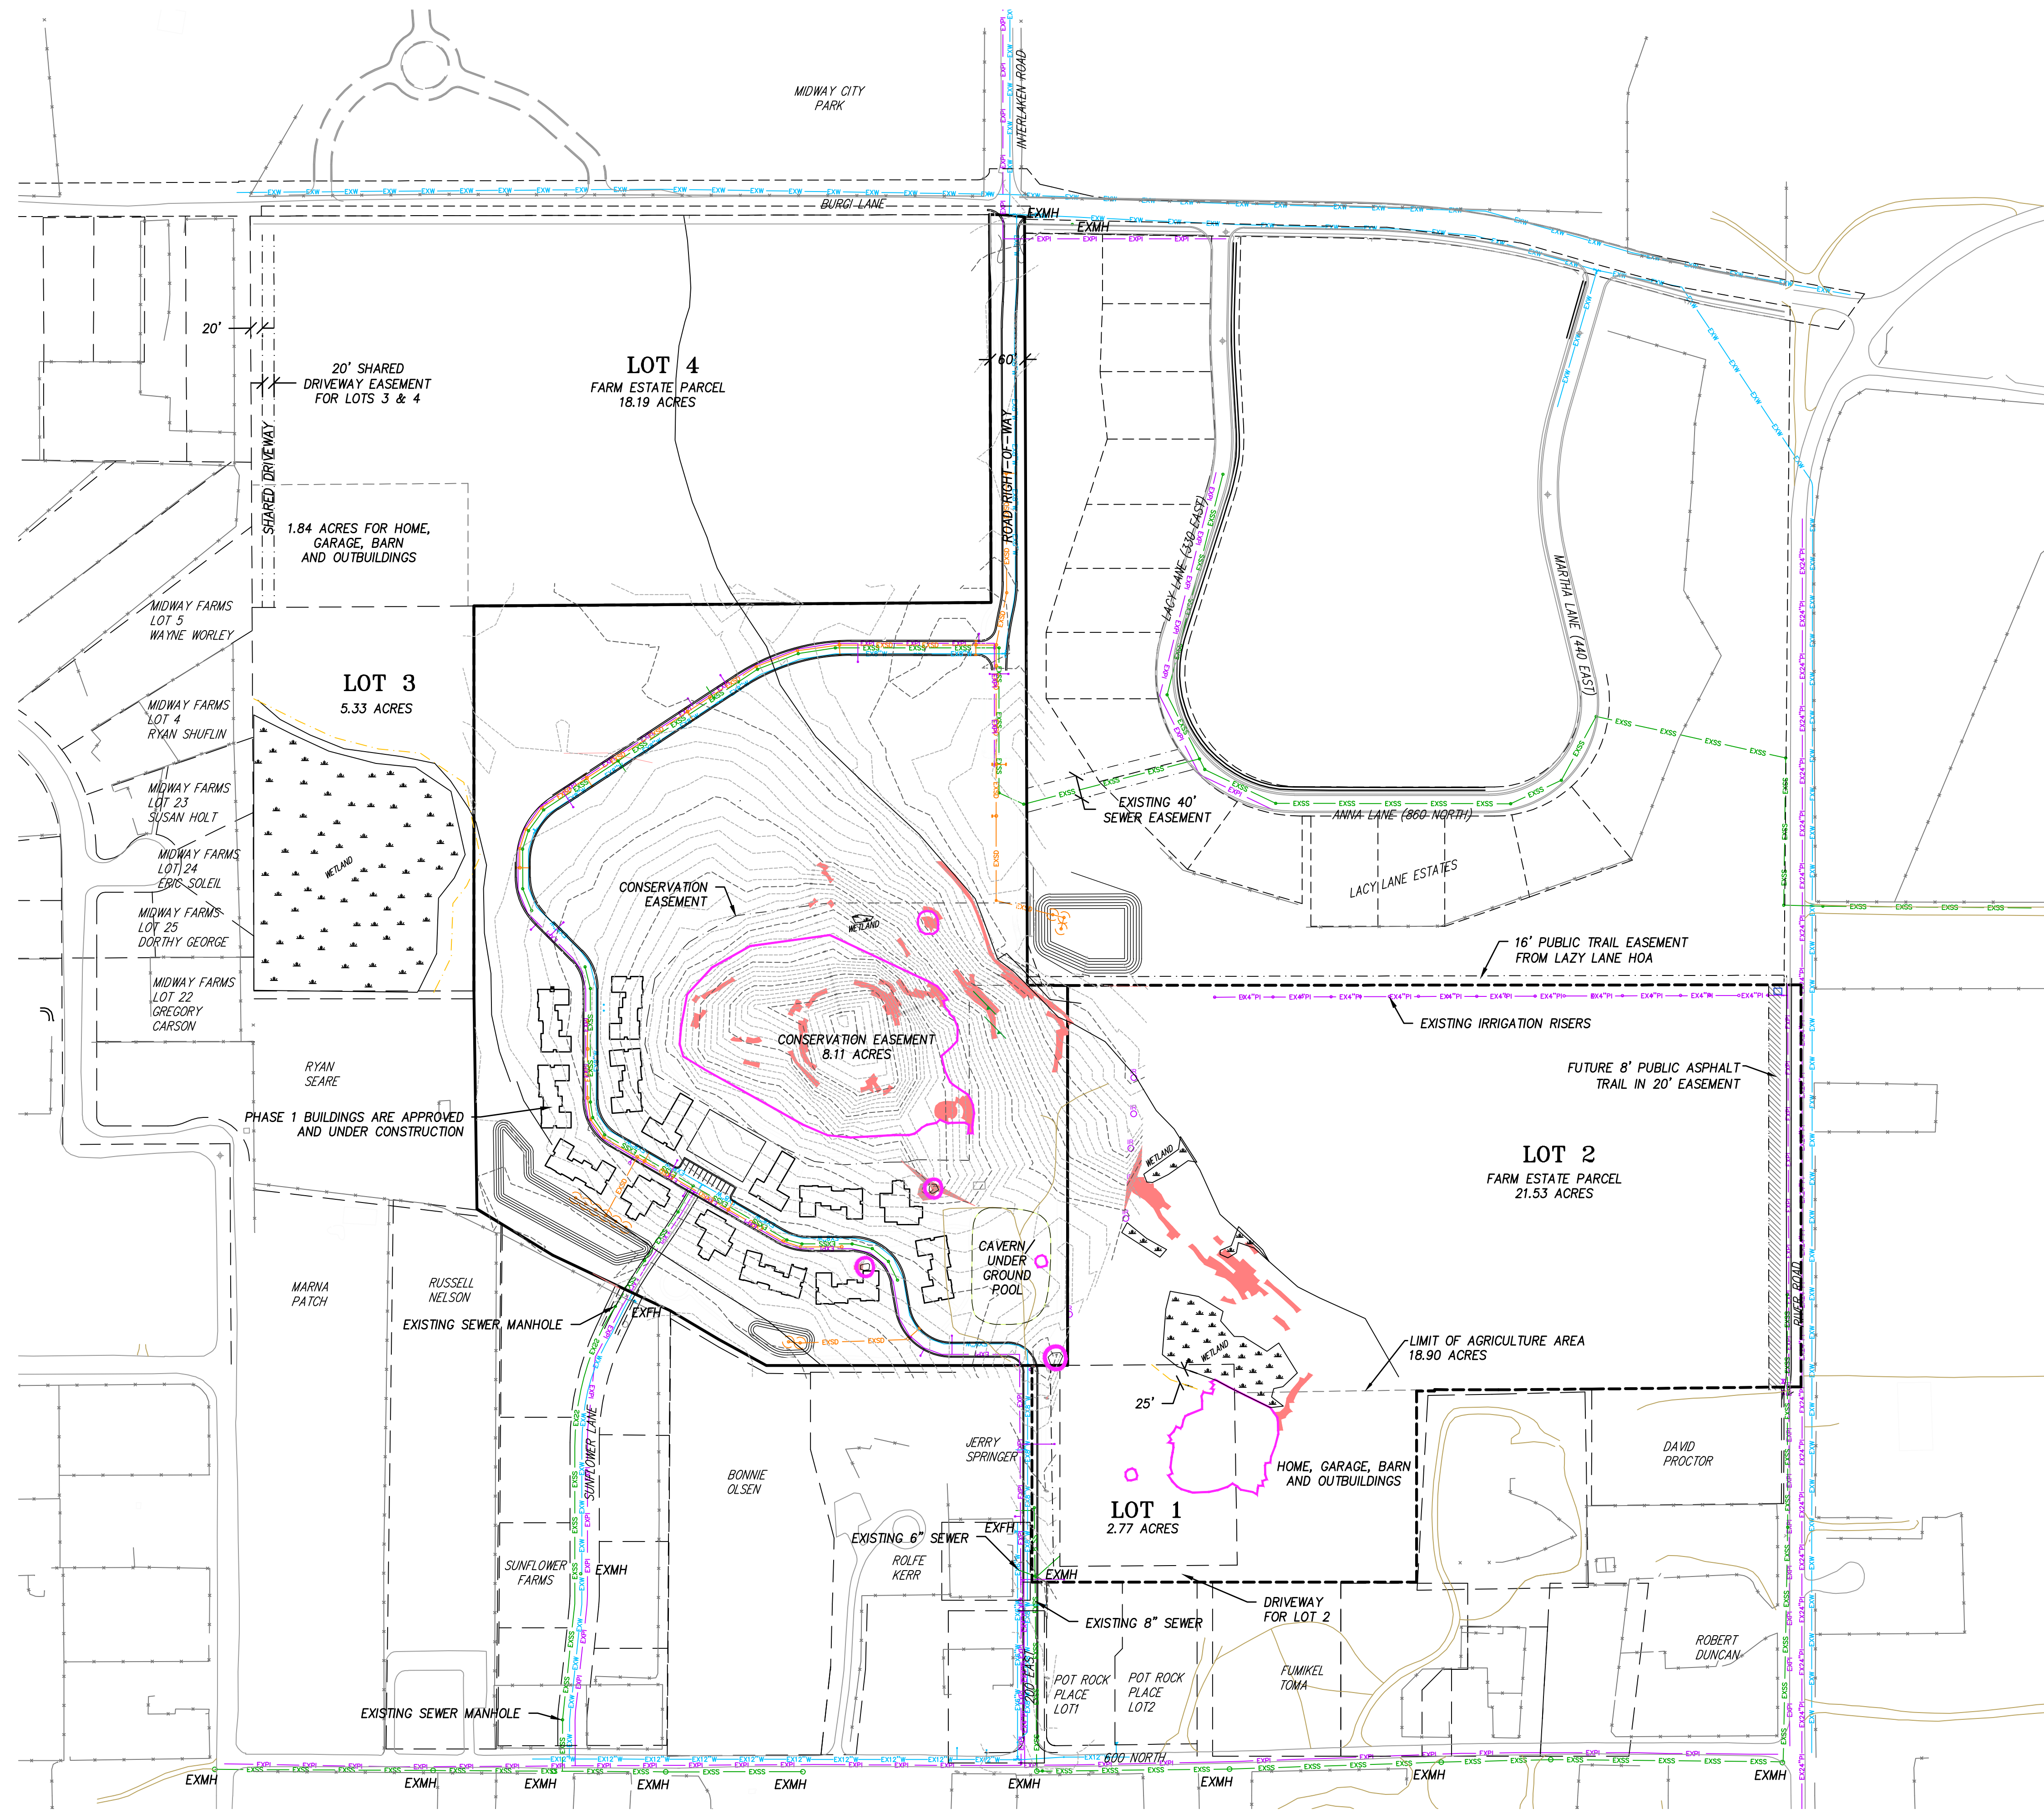 MIDWAY CITY
PARK
INTERLAKEN ROAD
BURGI LANE
EXMH
EXMH
20'
20' SHARED
DRIVEWAY EASEMENT
FOR LOTS 3 & 4
SHARED DRIVEWAY
LOT 4
FARM ESTATE PARCEL
18.19 ACRES
60'
ROAD RIGHT-OF-WAY
LACY LANE (330 EAST)
MARTHA LANE (440 EAST)
1.84 ACRES FOR HOME,
GARAGE, BARN
AND OUTBUILDINGS
MIDWAY FARMS
LOT 5
WAYNE WORLEY
LOT 3
5.33 ACRES
MIDWAY FARMS
LOT 4
RYAN SHUFLIN
MIDWAY FARMS
LOT 23
SUSAN HOLT
MIDWAY FARMS
LOT 24
ERIC SOLEIL
MIDWAY FARMS
LOT 25
DORTHY GEORGE
MIDWAY FARMS
LOT 22
GREGORY
CARSON
WETLAND
EXISTING 40'
SEWER EASEMENT
ANNA LANE (860 NORTH)
LACY LANE ESTATES
CONSERVATION
EASEMENT
WETLAND
16' PUBLIC TRAIL EASEMENT
FROM LAZY LANE HOA
EX4"PI
EXISTING IRRIGATION RISERS
CONSERVATION EASEMENT
8.11 ACRES
RYAN
SEARE
FUTURE 8' PUBLIC ASPHALT
TRAIL IN 20' EASEMENT
PHASE 1 BUILDINGS ARE APPROVED
AND UNDER CONSTRUCTION
LOT 2
FARM ESTATE PARCEL
21.53 ACRES
WETLAND
CAVERN/
UNDER
GROUND
POOL
MARNA
PATCH
RUSSELL
NELSON
EXISTING SEWER MANHOLE
EXFH
RIVER ROAD
LIMIT OF AGRICULTURE AREA
18.90 ACRES
WETLAND
25'
SUNFLOWER LANE
JERRY
SPRINGER
BONNIE
OLSEN
HOME, GARAGE, BARN
AND OUTBUILDINGS
DAVID
PROCTOR
LOT 1
2.77 ACRES
EXFH
EXISTING 6" SEWER
ROLFE
KERR
SUNFLOWER
FARMS
EXMH
EXMH
DRIVEWAY
FOR LOT 2
EXISTING 8" SEWER
200 EAST
POT ROCK
PLACE
LOT1
POT ROCK
PLACE
LOT2
FUMIKEL
TOMA
ROBERT
DUNCAN
EXISTING SEWER MANHOLE
EX12"W
600 NORTH
EXPI
EXSS
EXW
EXSD
EX24"PI
EXMH
EXMH
EXMH
EXMH
EXMH
EXMH
EXMH
EXMH
EXMH